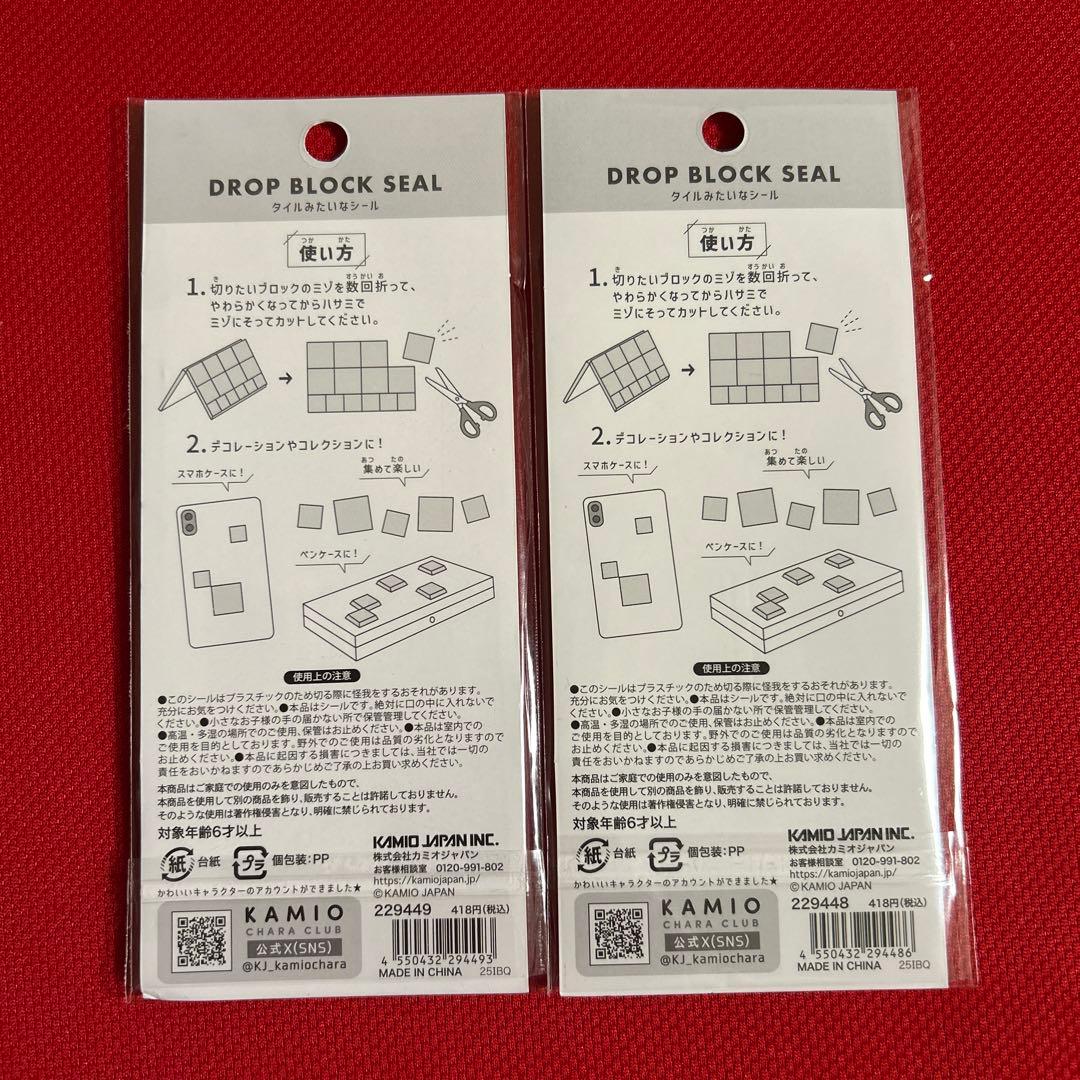 DROP BLOCK SEAL
タイルみたいなシール
つか かた
使い方
き すうかい お
1. 切りたいブロックのミゾを数回折って、
やわらかくなってからハサミで
ミゾにそってカットしてください。
2. デコレーションやコレクションに!
スマホケースに!
あつ たの
集めて楽しい
ペンケースに!
使用上の注意
●このシールはプラスチックのため切る際に怪我をするおそれがあります。
充分にお気をつけください。●本品はシールです。絶対に口の中に入れないで
ください。●小さなお子様の手の届かない所で保管管理してください。
●高温・多湿の場所でのご使用、保管はお止めください。●本品は室内での
ご使用を目的としております。野外でのご使用は品質の劣化となりますので
お止めください。●本品に起因する損害につきましては、当社では一切の
責任をおいかねますのであらかじめご了承の上お買い求めください。
本商品はご家庭での使用のみを意図したもので、
本商品を使用して別の商品を飾り、販売することは許諾しておりません。
そのような使用は著作権侵害となり、明確に禁じられております。
対象年齢6才以上
紙 台紙 プラ 個包装:PP
KAMIO JAPAN INC.
株式会社カミオジャパン
お客様相談室 0120-991-802
https://kamiojapan.jp/
©KAMIO JAPAN
かわいいキャラクターのアカウントができました★
KAMIO
CHARA CLUB
公式X(SNS)
@KJ_kamiochara
229449 418円(税込)
4 550432 294493
MADE IN CHINA 25IBQ
DROP BLOCK SEAL
タイルみたいなシール
つか かた
使い方
き すうかい お
1. 切りたいブロックのミゾを数回折って、
やわらかくなってからハサミで
ミゾにそってカットしてください。
2. デコレーションやコレクションに!
スマホケースに!
あつ たの
集めて楽しい
ペンケースに!
使用上の注意
●このシールはプラスチックのため切る際に怪我をするおそれがあります。
充分にお気をつけください。●本品はシールです。絶対に口の中に入れないで
ください。●小さなお子様の手の届かない所で保管管理してください。
●高温・多湿の場所でのご使用、保管はお止めください。●本品は室内での
ご使用を目的としております。野外でのご使用は品質の劣化となりますので
お止めください。●本品に起因する損害につきましては、当社では一切の
責任をおいかねますのであらかじめご了承の上お買い求めください。
本商品はご家庭での使用のみを意図したもので、
本商品を使用して別の商品を飾り、販売することは許諾しておりません。
そのような使用は著作権侵害となり、明確に禁じられております。
対象年齢6才以上
紙 台紙 プラ 個包装:PP
KAMIO JAPAN INC.
株式会社カミオジャパン
お客様相談室 0120-991-802
https://kamiojapan.jp/
©KAMIO JAPAN
かわいいキャラクターのアカウントができました★
KAMIO
CHARA CLUB
公式X(SNS)
@KJ_kamiochara
229448 418円(税込)
4 550432 294486
MADE IN CHINA 25IBQ